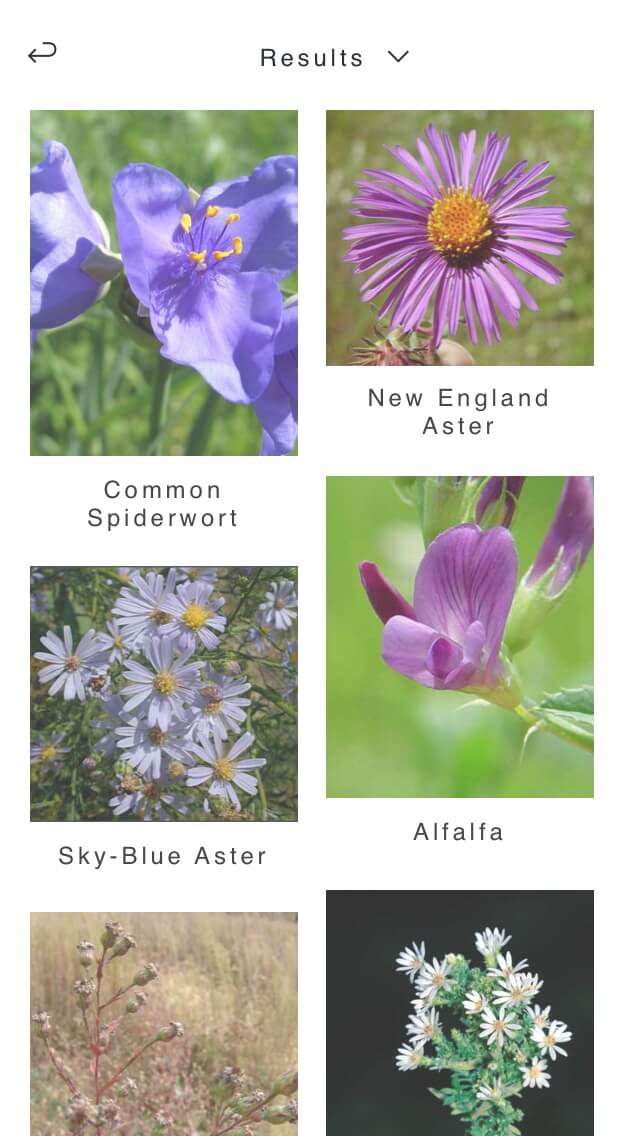 Results
Common
Spiderwort
New England
Aster
Sky-Blue Aster
Alfalfa